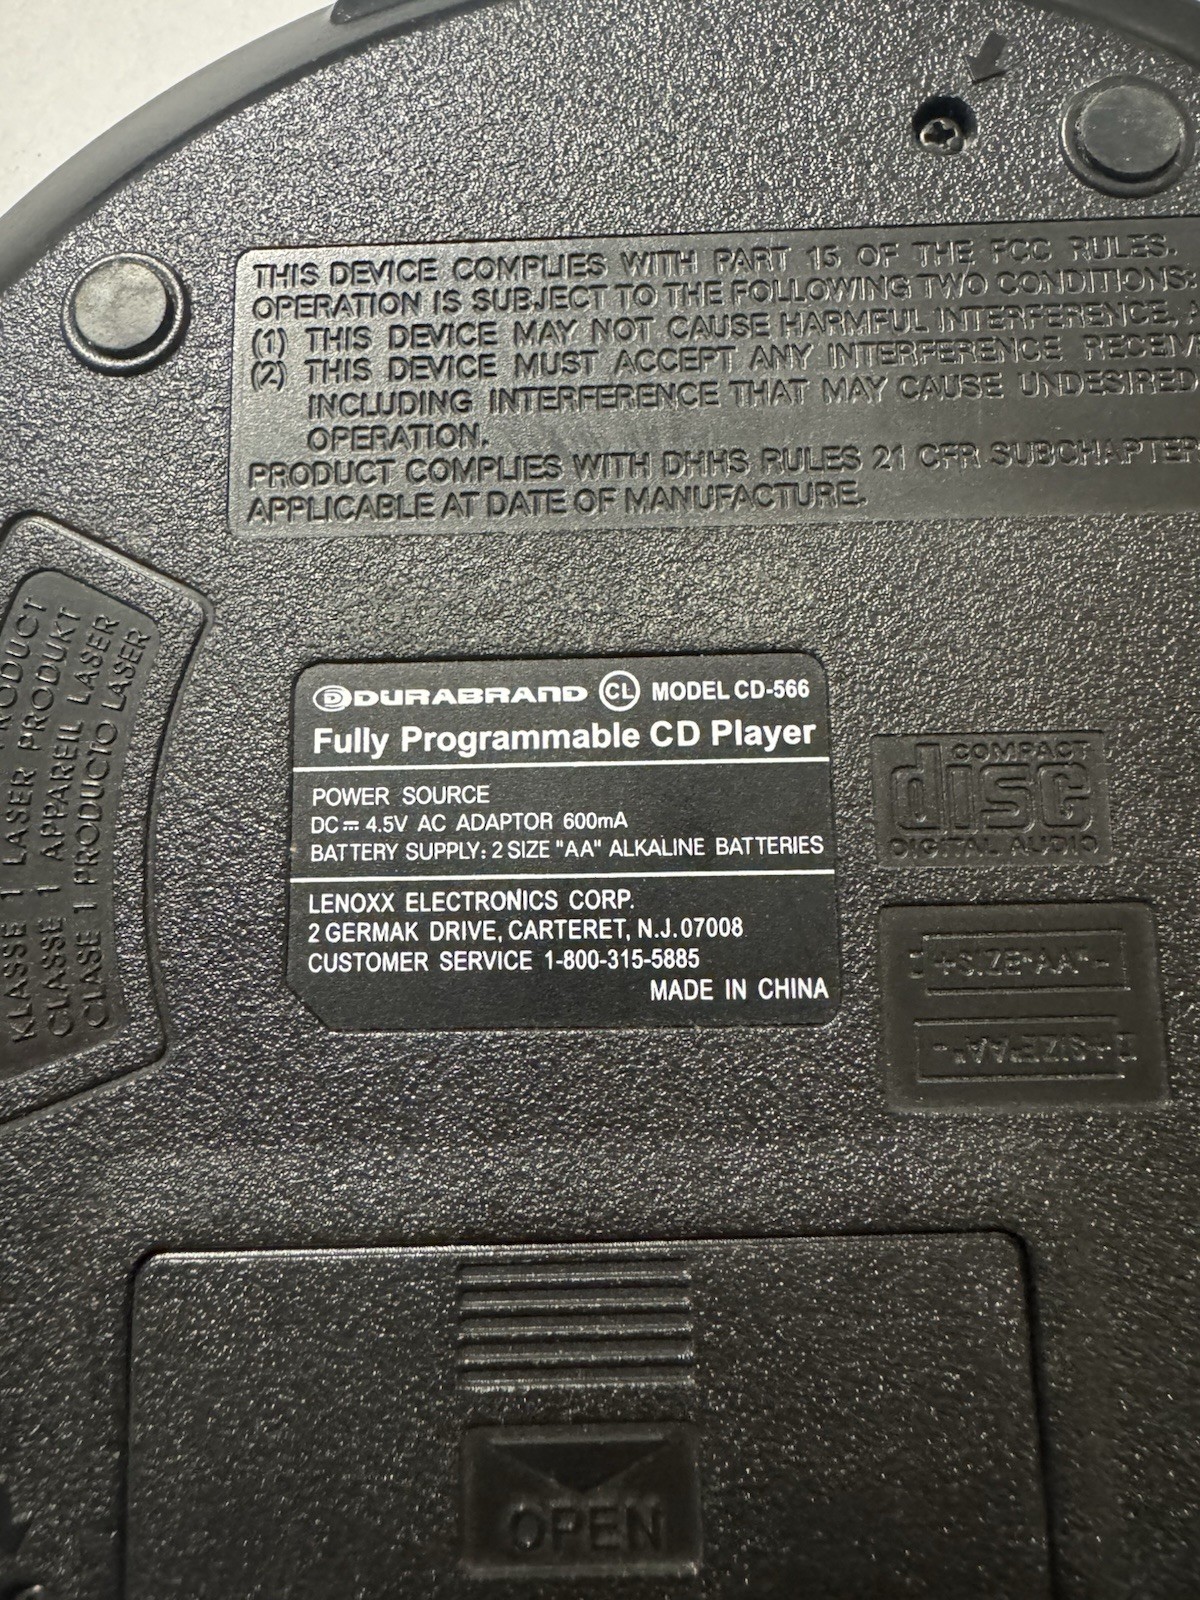 THIS DEVICE COMPLIES WITH PART 15 OF THE FCC RULES.
OPERATION IS SUBJECT TO THE FOLLOWING TWO CONDITIONS:
(1) THIS DEVICE MAY NOT CAUSE HARMFUL INTERFERENCE,
(2) THIS DEVICE MUST ACCEPT ANY INTERFERENCE
INCLUDING INTERFERENCE THAT MAY CAUSE UNDESIRED
OPERATION.
PRODUCT COMPLIES WITH DHHS RULES 21 CFR SUBCHAPTER
APPLICABLE AT DATE OF MANUFACTURE.
PRODUCT
KLASSE 1 LASER PRODUKT
CLASSE 1 APPAREIL LASER
CLASE 1 PRODUCTO LASER
D DURABRAND CL MODEL CD-566
Fully Programmable CD Player
POWER SOURCE
DC⎓ 4.5V AC ADAPTOR 600mA
BATTERY SUPPLY: 2 SIZE "AA" ALKALINE BATTERIES
LENOXX ELECTRONICS CORP.
2 GERMAK DRIVE, CARTERET, N.J. 07008
CUSTOMER SERVICE 1-800-315-5885
MADE IN CHINA
COMPACT
disc
DIGITAL AUDIO
+SIZE"AA"-
+SIZE"AA"-
OPEN